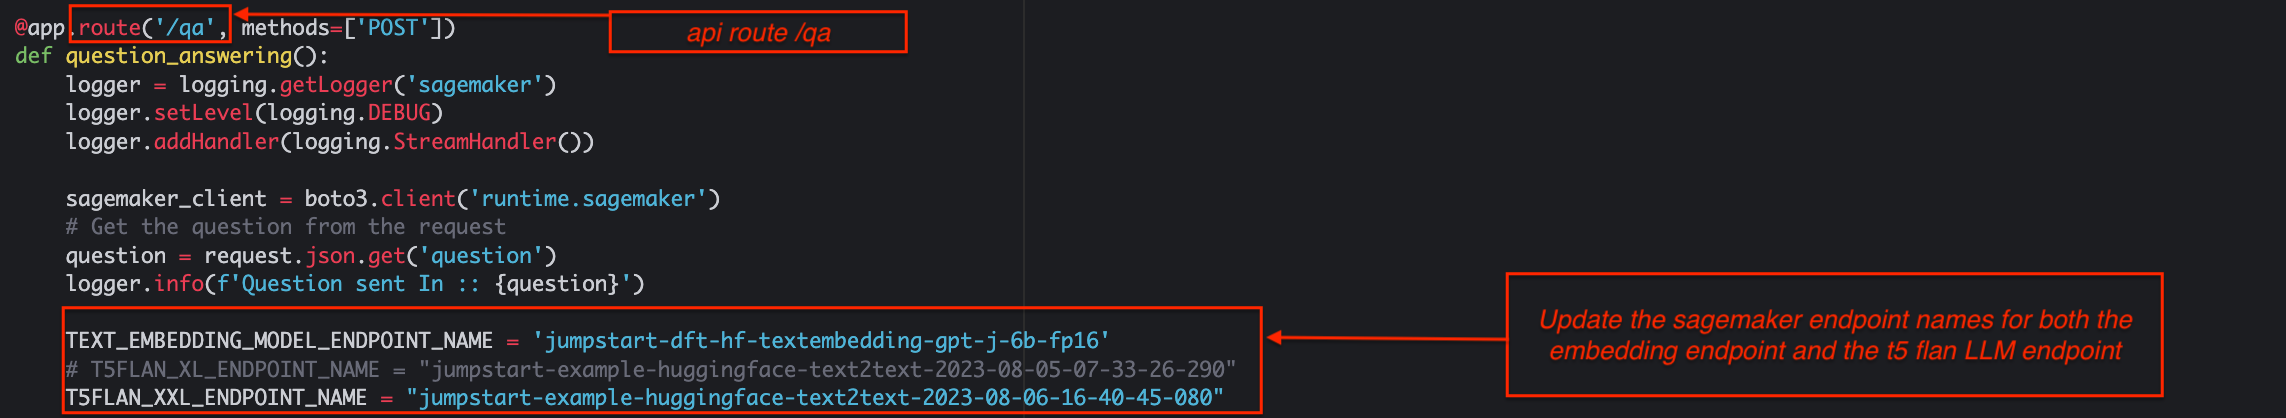 @app.route('/qa', methods=['POST'])
api route /qa
def question_answering():
    logger = logging.getLogger('sagemaker')
    logger.setLevel(logging.DEBUG)
    logger.addHandler(logging.StreamHandler())
    sagemaker_client = boto3.client('runtime.sagemaker')
    # Get the question from the request
    question = request.json.get('question')
    logger.info(f'Question sent In :: {question}')
    TEXT_EMBEDDING_MODEL_ENDPOINT_NAME = 'jumpstart-dft-hf-textembedding-gpt-j-6b-fp16'
    # T5FLAN_XL_ENDPOINT_NAME = "jumpstart-example-huggingface-text2text-2023-08-05-07-33-26-290"
    T5FLAN_XXL_ENDPOINT_NAME = "jumpstart-example-huggingface-text2text-2023-08-06-16-40-45-080"
Update the sagemaker endpoint names for both the
embedding endpoint and the t5 flan LLM endpoint